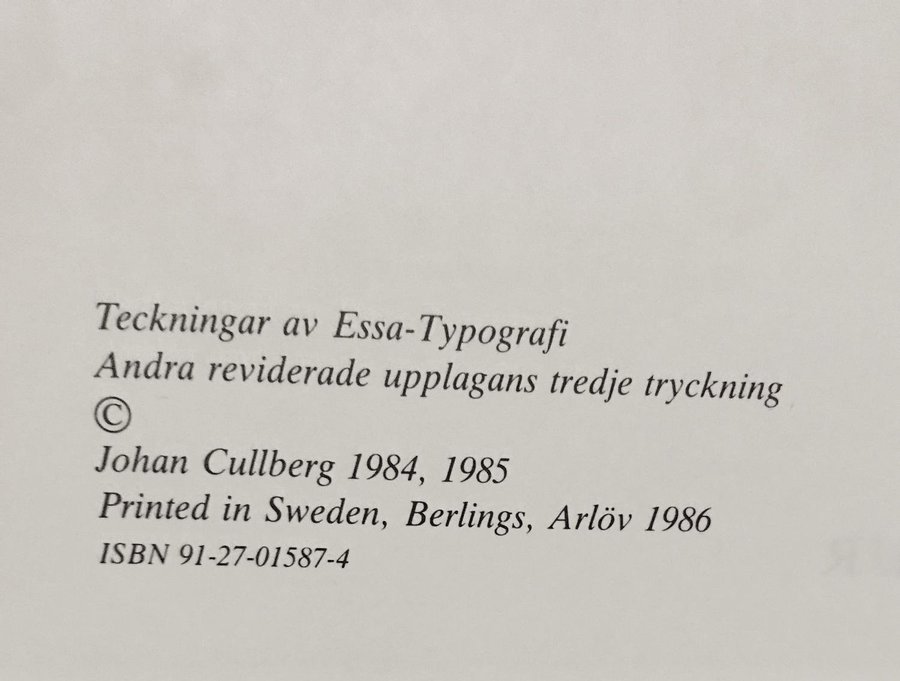 Teckningar av Essa-Typografi
Andra reviderade upplagans tredje tryckning
©
Johan Cullberg 1984, 1985
Printed in Sweden, Berlings, Arlöv 1986
ISBN 91-27-01587-4